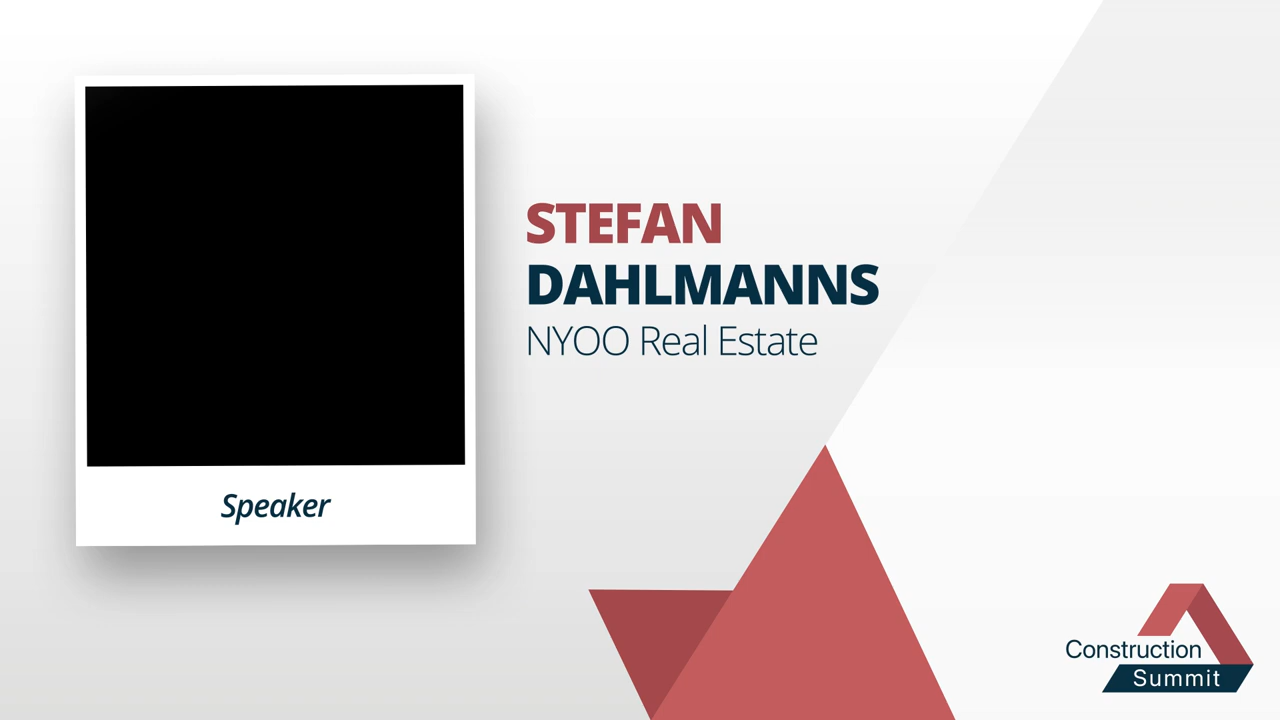 STEFAN
DAHLMANNS
NYOO Real Estate
Speaker
Construction
Summit